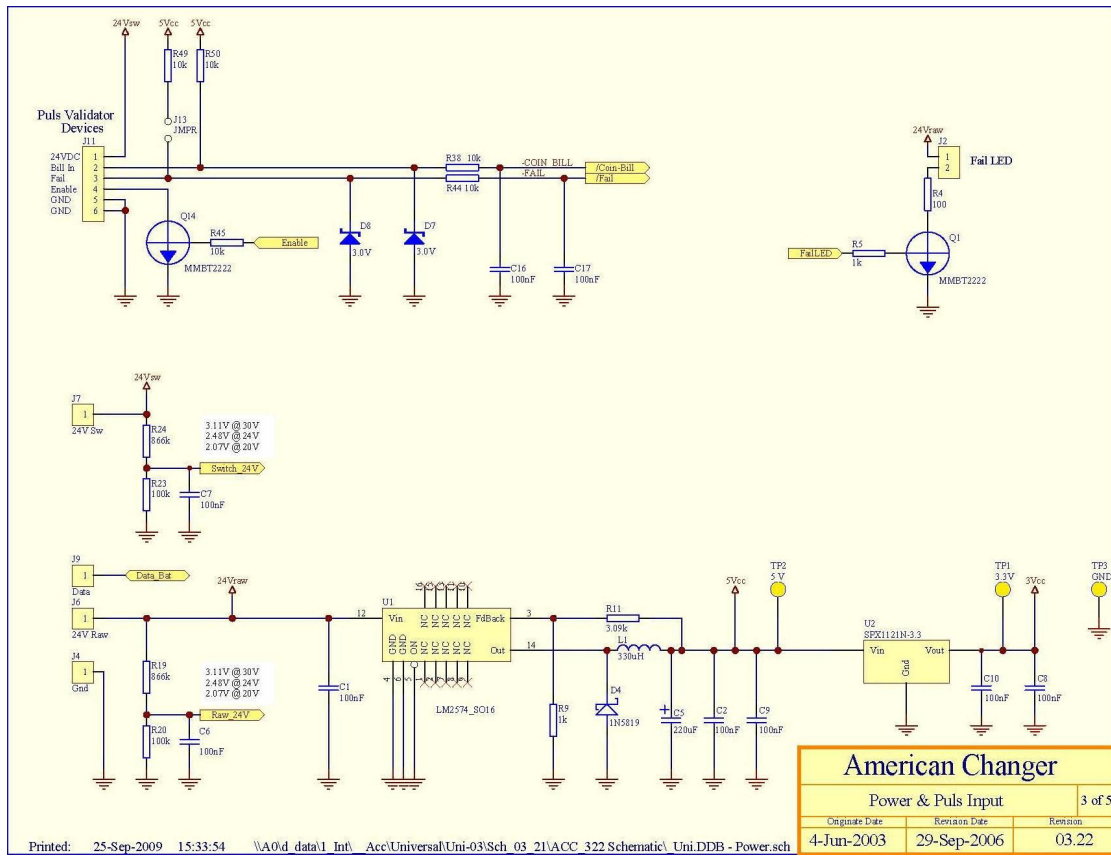 24Vsw
5Vcc
5Vcc
R49
10k
R50
10k
J13
JMPR
Puls Validator
Devices
J11
24VDC 1
Bill In 2
Fail 3
Enable 4
GND 5
GND 6
R38 10k
-COIN BILL
/Coin-Bill
R44 10k
-FAIL
/Fail
Q14
MMBT2222
R45
10k
Enable
D8
3.0V
D7
3.0V
C16
100nF
C17
100nF
24Vraw
J2
1
2
Fail LED
R4
100
FailLED
R5
1k
Q1
MMBT2222
24Vsw
J7
1
24V Sw
R24
866k
3.11V @ 30V
2.48V @ 24V
2.07V @ 20V
Switch_24V
R23
100k
C7
100nF
J9
1
Data
Data_Bat
J6
1
24V Raw
J4
1
Gnd
24Vraw
R19
866k
3.11V @ 30V
2.48V @ 24V
2.07V @ 20V
Raw_24V
R20
100k
C6
100nF
C1
100nF
12
U1
Vin
FdBack
Out
GND
GND
ON
NC
NC
NC
NC
NC
NC
NC
NC
NC
NC
4
6
5
3
14
LM2574_SO16
R11
3.09k
L1
330uH
R9
1k
D4
1N5819
C5
220uF
C2
100nF
C9
100nF
5Vcc
TP2
5 V
U2
SPX1121N-3.3
Vin
Vout
Gnd
TP1
3.3V
3Vcc
TP3
GND
C10
100nF
C8
100nF
American Changer
Power & Puls Input
3 of 5
Originate Date
Revision Date
Revision
4-Jun-2003
29-Sep-2006
03.22
Printed: 25-Sep-2009 15:33:54 \\A0\d_data\1_Int\_Acc\Universal\Uni-03\Sch_03_21\ACC_322 Schematic\_Uni.DDB - Power.sch